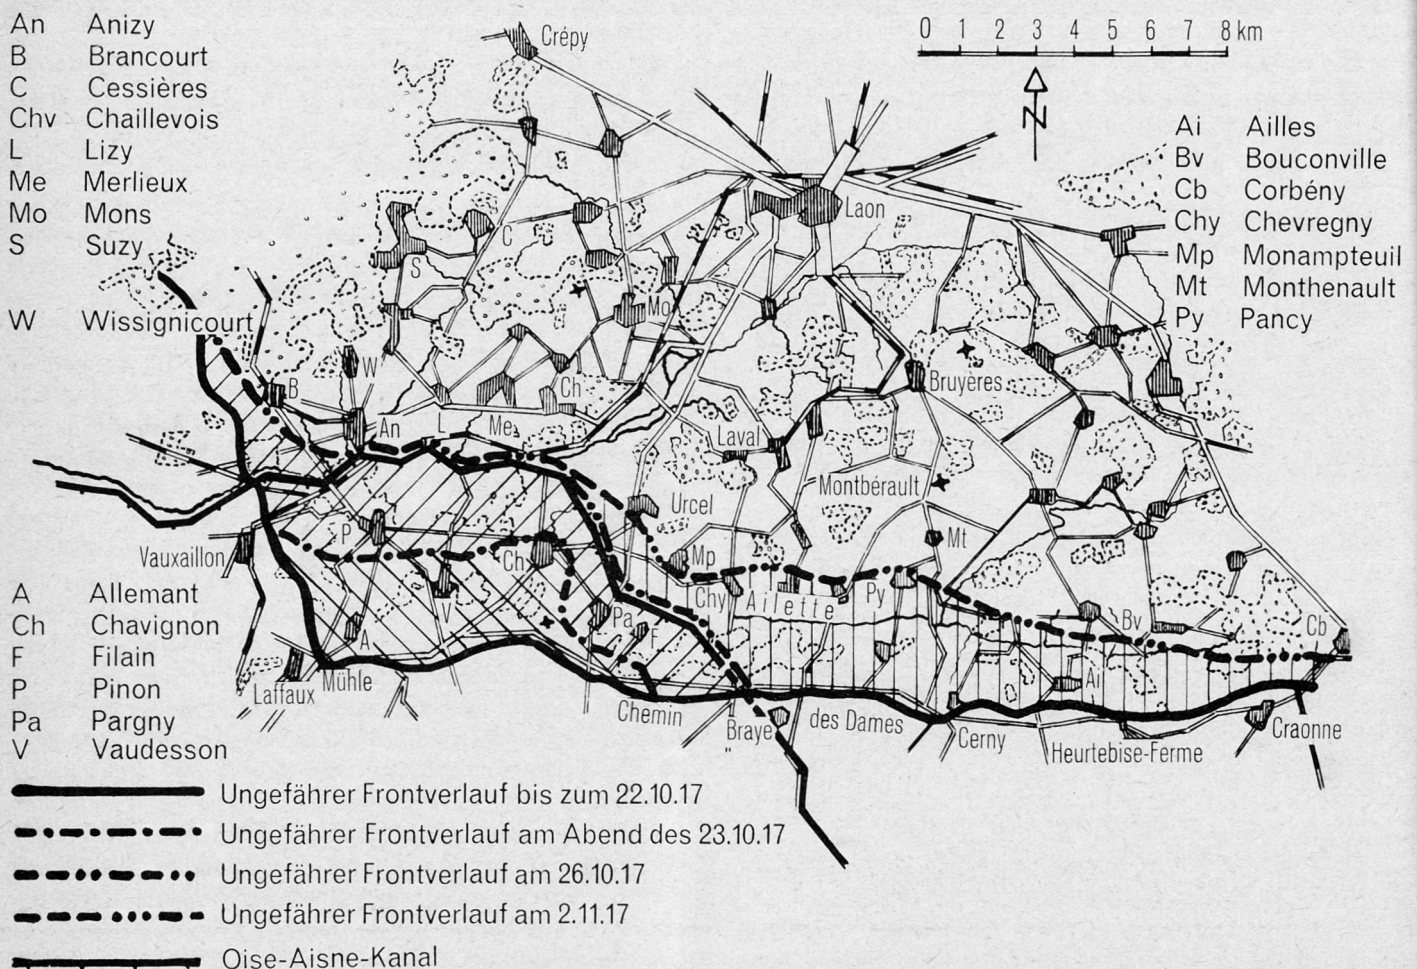 An Anizy
B Brancourt
C Cessières
Chv Chaillevois
L Lizy
Me Merlieux
Mo Mons
S Suzy
W Wissignicourt
Crépy
0 1 2 3 4 5 6 7 8 km
N
Ai Ailles
Bv Bouconville
Cb Corbény
Chy Chevregny
Mp Monampteuil
Mt Monthenault
Py Pancy
Laon
C
S
Mo
W
B
Ch
Bruyères
An
L
Me
Laval
Montbérault
Urcel
P
Vauxaillon
Ch
Mp
Mt
Chy
Ailette
Py
V
Pa
F
A
Bv
Cb
Ai
Laffaux
Mühle
Chemin
Braye
"
des Dames
Cerny
Heurtebise-Ferme
Craonne
A Allemant
Ch Chavignon
F Filain
P Pinon
Pa Pargny
V Vaudesson
Ungefährer Frontverlauf bis zum 22.10.17
Ungefährer Frontverlauf am Abend des 23.10.17
Ungefährer Frontverlauf am 26.10.17
Ungefährer Frontverlauf am 2.11.17
Oise-Aisne-Kanal